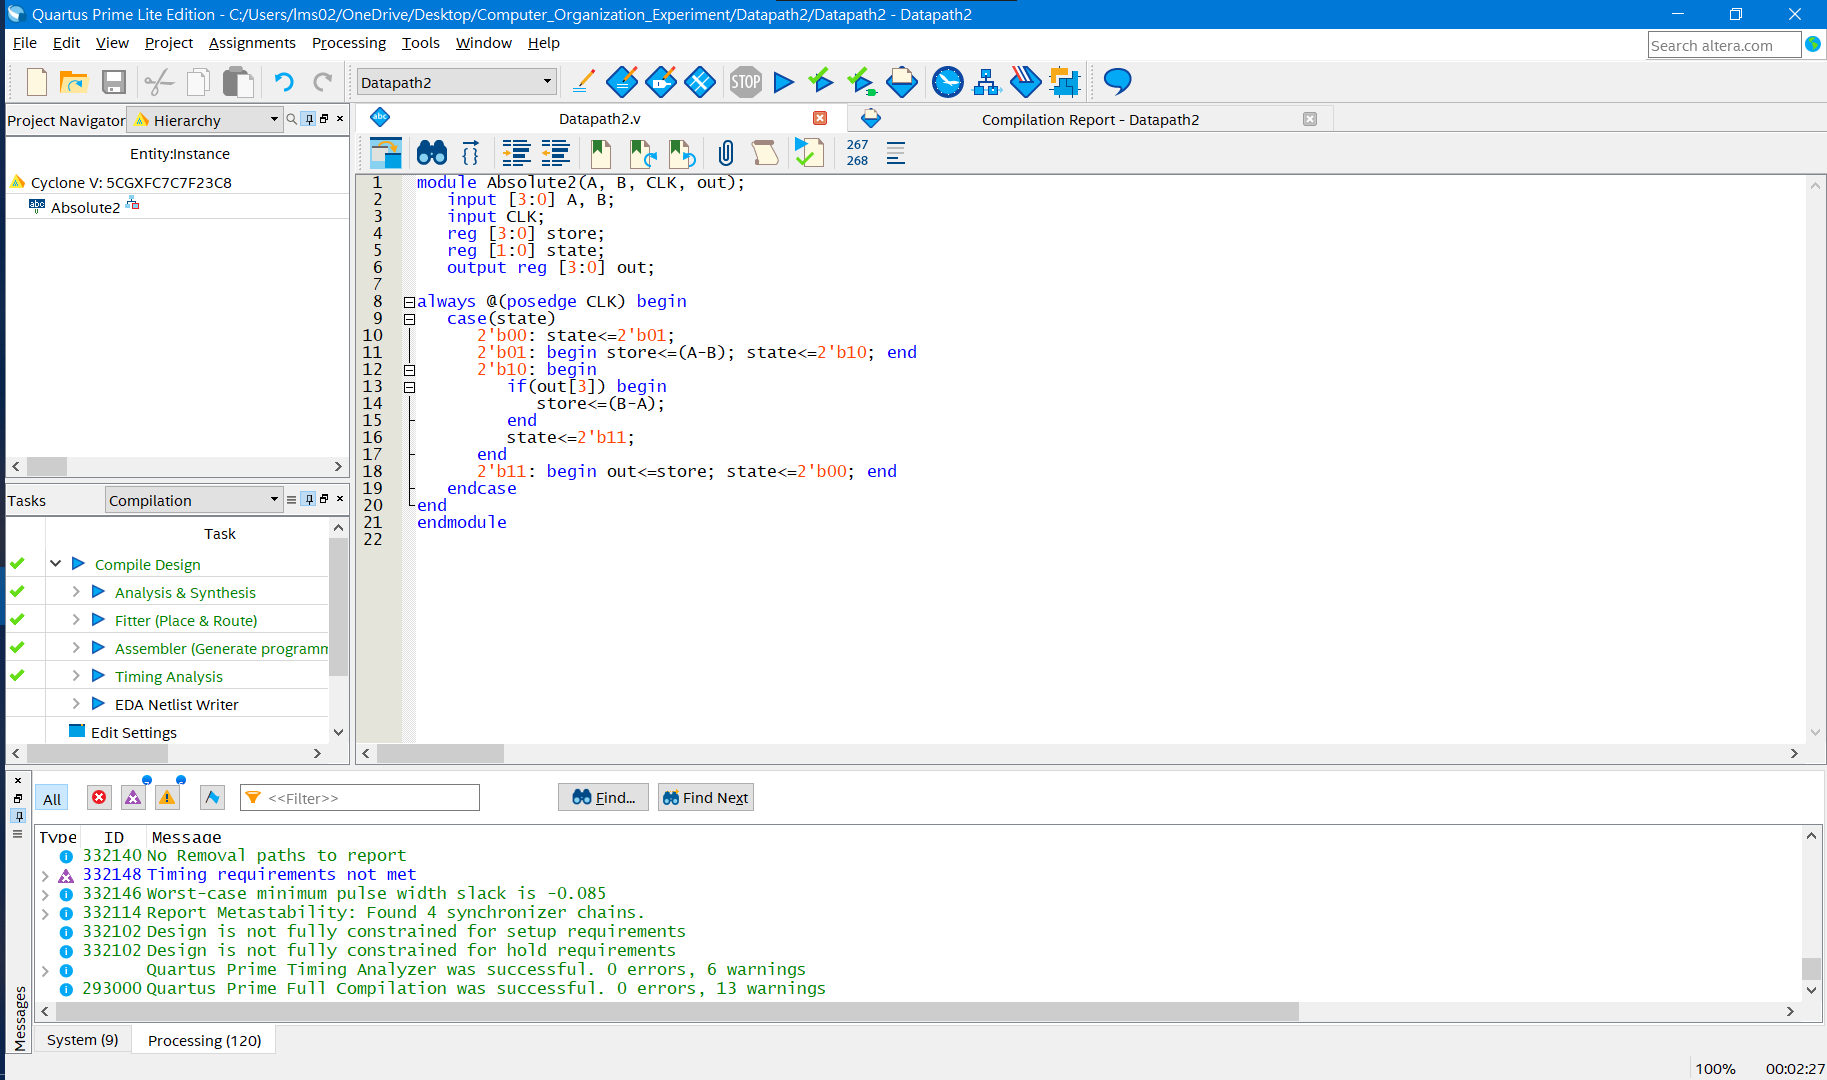 Quartus Prime Lite Edition - C:/Users/lms02/OneDrive/Desktop/Computer_Organization_Experiment/Datapath2/Datapath2 - Datapath2
File Edit View Project Assignments Processing Tools Window Help
Search altera.com
Datapath2
STOP
Project Navigator Hierarchy
Datapath2.v
Compilation Report - Datapath2
Entity:Instance
Cyclone V: 5CGXFC7C7F23C8
Absolute2
267
268
1 module Absolute2(A, B, CLK, out);
2 input [3:0] A, B;
3 input CLK;
4 reg [3:0] store;
5 reg [1:0] state;
6 output reg [3:0] out;
7
8 always @(posedge CLK) begin
9 case(state)
10 2'b00: state<=2'b01;
11 2'b01: begin store<=(A-B); state<=2'b10; end
12 2'b10: begin
13 if(out[3]) begin
14 store<=(B-A);
15 end
16 state<=2'b11;
17 end
18 2'b11: begin out<=store; state<=2'b00; end
19 endcase
20 end
21 endmodule
22
Tasks Compilation
Task
Compile Design
Analysis & Synthesis
Fitter (Place & Route)
Assembler (Generate programm
Timing Analysis
EDA Netlist Writer
Edit Settings
All
<<Filter>>
Find...
Find Next
Type ID Message
332140 No Removal paths to report
332148 Timing requirements not met
332146 Worst-case minimum pulse width slack is -0.085
332114 Report Metastability: Found 4 synchronizer chains.
332102 Design is not fully constrained for setup requirements
332102 Design is not fully constrained for hold requirements
Quartus Prime Timing Analyzer was successful. 0 errors, 6 warnings
293000 Quartus Prime Full Compilation was successful. 0 errors, 13 warnings
Messages
System (9)
Processing (120)
100% 00:02:27